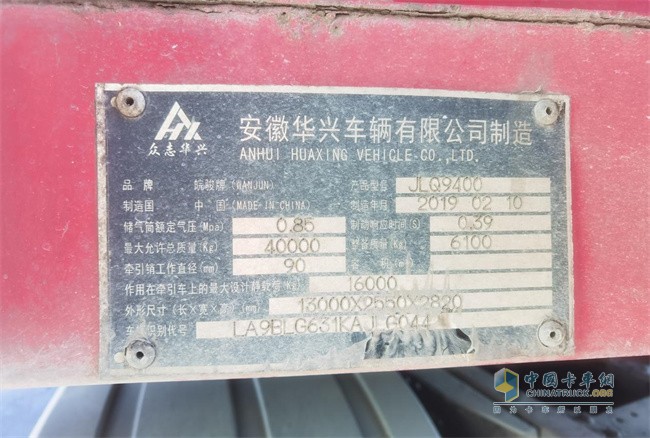 众志华兴
安徽华兴车辆有限公司制造
ANHUI HUAXING VEHICLE CO.,LTD.
品牌 皖骏牌(WANJUN) 产品型号 JLQ9400
制造国 中国(MADE IN CHINA) 制造年月 2019 02 10
储气筒额定气压(Mpa) 0.85 制动响应时间(S) 0.39
最大允许总质量(Kg) 40000 整备质量(Kg) 6100
牵引销工作直径(mm) 90
作用在牵引车上的最大设计静载荷(Kg) 16000
外形尺寸(长×宽×高)(mm) 13000X2550X2820
车辆识别代号 LA9BLG631KAJLG044
中国卡车网
CHINATRUCK.ORG